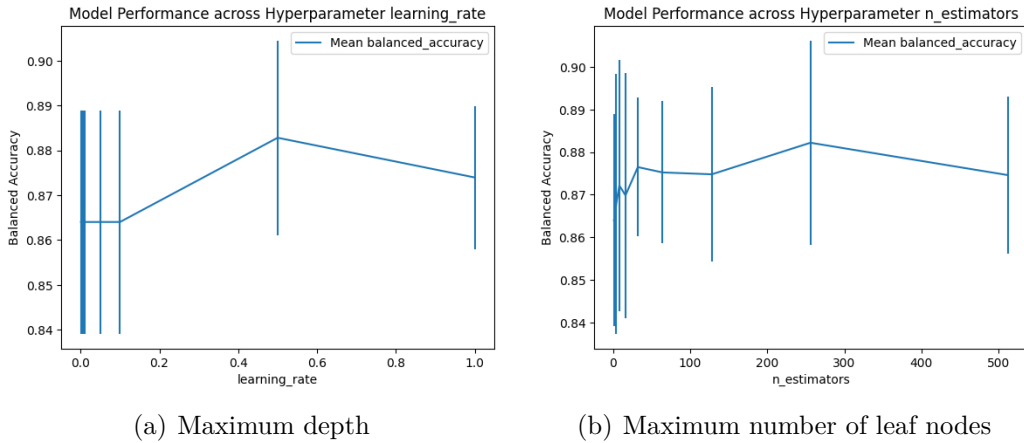 Model Performance across Hyperparameter learning_rate
Mean balanced_accuracy
Balanced Accuracy
0.90
0.89
0.88
0.87
0.86
0.85
0.84
0.0 0.2 0.4 0.6 0.8 1.0
learning_rate
(a) Maximum depth
Model Performance across Hyperparameter n_estimators
Mean balanced_accuracy
Balanced Accuracy
0.90
0.89
0.88
0.87
0.86
0.85
0.84
0 100 200 300 400 500
n_estimators
(b) Maximum number of leaf nodes